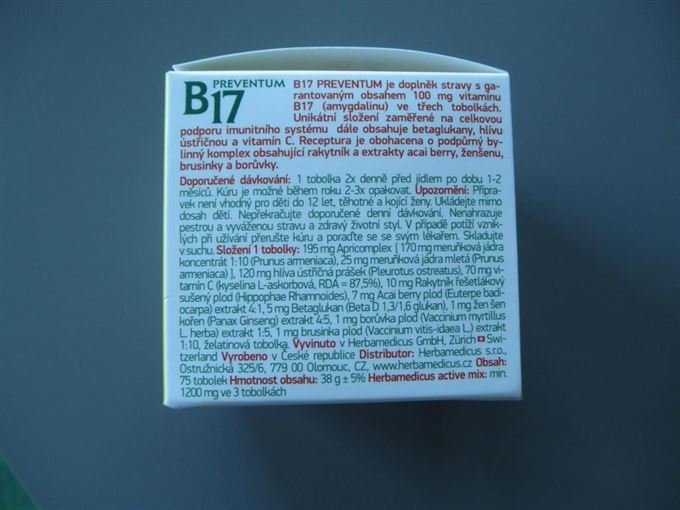 PREVENTUM
B17
B17 PREVENTUM je doplněk stravy s ga-
rantovaným obsahem 100 mg vitamínu
B17 (amygdalinu) ve třech tobolkách.
Unikátní složení zaměřené na celkovou
podporu imunitního systému dále obsahuje betaglukany, hlívu
ústřičnou a vitamín C. Receptura je obohacena o podpůrný by-
linný komplex obsahující rakytník a extrakty acai berry, ženšenu,
brusinky a borůvky.
Doporučené dávkování: 1 tobolka 2x denně před jídlem po dobu 1-2
měsíců. Kúru je možné během roku 2-3x opakovat. Upozornění: Přípra-
vek není vhodný pro děti do 12 let, těhotné a kojící ženy. Ukládejte mimo
dosah dětí. Nepřekračujte doporučené denní dávkování. Nenahrazuje
pestrou a vyváženou stravu a zdravý životní styl. V případě potíží vznik-
lých při užívání přerušte kúru a poraďte se se svým lékařem. Skladujte
v suchu. Složení 1 tobolky: 195 mg Apricomplex [ 170 mg meruňková jádra
koncentrát 1:10 (Prunus armeniaca), 25 mg meruňková jádra mletá (Prunus
armeniaca) ], 120 mg hlíva ústřičná prášek (Pleurotus ostreatus), 70 mg vi-
tamín C (kyselina L-askorbová, RDA = 87,5%), 10 mg Rakytník řešetlákový
sušený plod (Hippophae Rhamnoides), 7 mg Acai berry plod (Euterpe badio-
carpa) extrakt 4:1, 5 mg Betaglukan (Beta D 1,3/1,6 glukan), 1 mg žen šen
kořen (Panax Ginseng) extrakt 4:5, 1 mg borůvka plod (Vaccinium myrtillus
L. herba) extrakt 1:5, 1 mg brusinka plod (Vaccinium vitis-idaea L.) extrakt
1:10, želatinová tobolka. Vyvinuto v Herbamedicus GmbH, Zürich Swi-
tzerland Vyrobeno v České republice Distributor: Herbamedicus s.r.o.,
Ostružnická 325/6, 779 00 Olomouc, CZ, www.herbamedicus.cz Obsah:
75 tobolek Hmotnost obsahu: 38 g ± 5% Herbamedicus active mix: min.
1200 mg ve 3 tobolkách